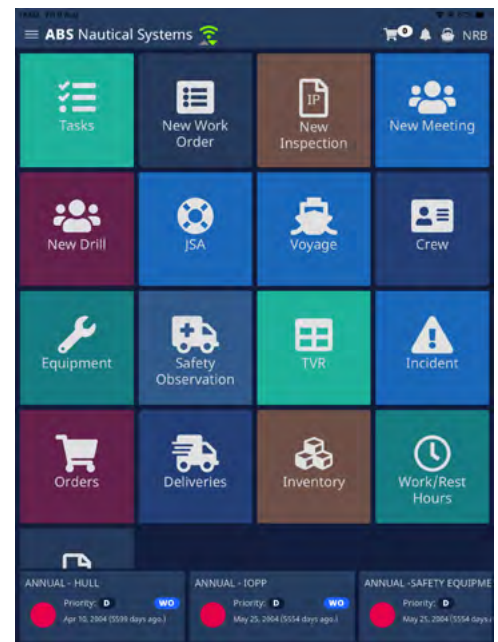 ABS Nautical Systems 0 NRB
Tasks
New Work
Order
IP
New
Inspection
New Meeting
New Drill
JSA
Voyage
Crew
Equipment
Safety
Observation
TVR
Incident
Orders
Deliveries
Inventory
Work/Rest
Hours
ANNUAL - HULL
Priority: D WO
Apr 10, 2004 (5599 days ago.)
ANNUAL - IOPP
Priority: D WO
May 25, 2004 (5554 days ago.)
ANNUAL -SAFETY EQUIPME
Priority: D
May 25, 2004 (5554 days